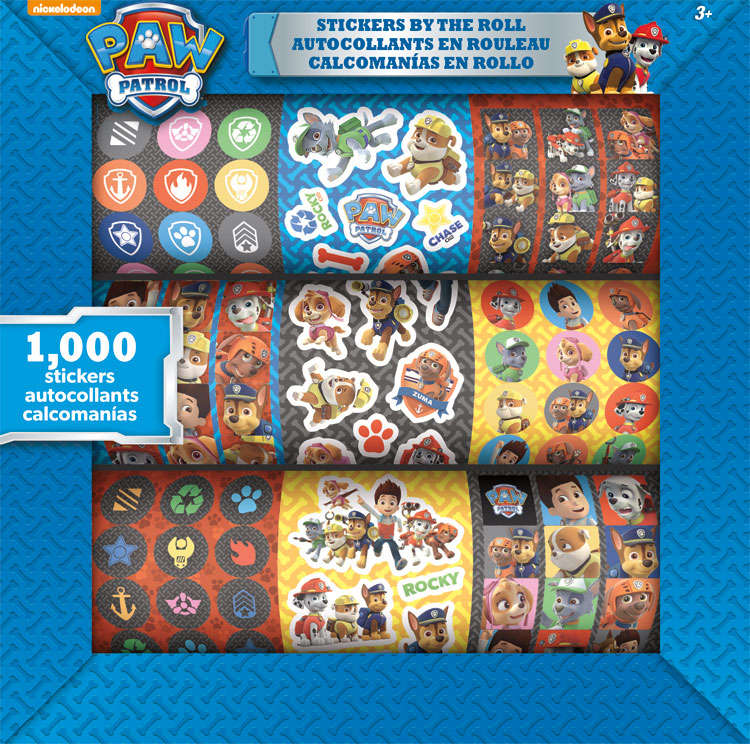 nickelodeon
PAW
PATROL
STICKERS BY THE ROLL
AUTOCOLLANTS EN ROULEAU
CALCOMANÍAS EN ROLLO
3+
ROCKY
PAW
PATROL
CHASE
1,000
stickers
autocollants
calcomanías
ZUMA
PAW
PATROL
ROCKY